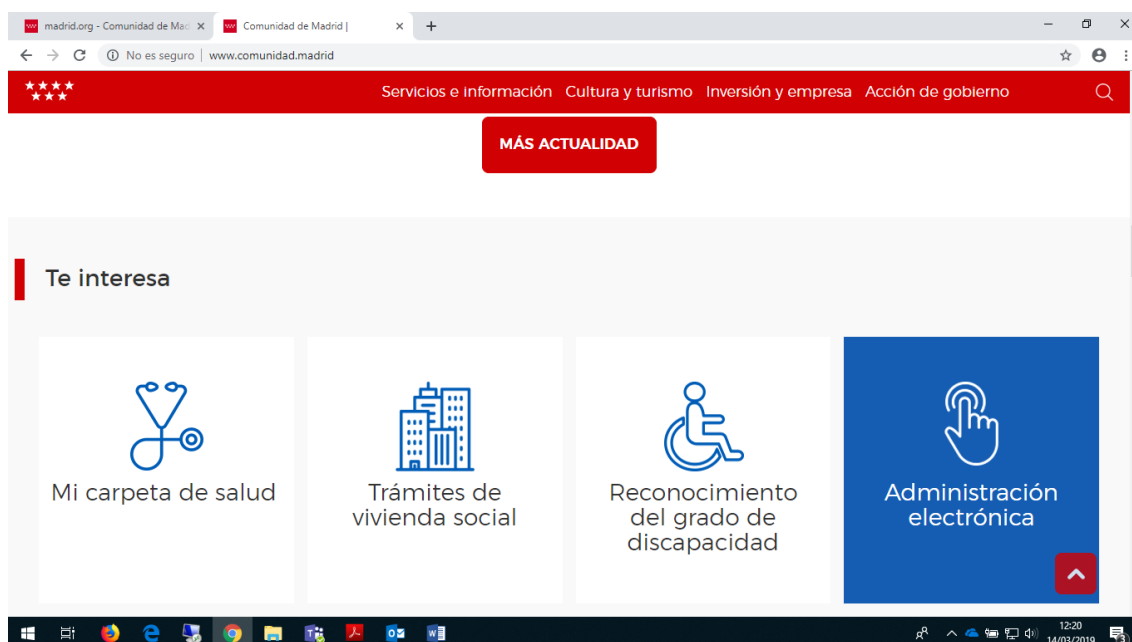 madrid.org - Comunidad de Mad
Comunidad de Madrid |
No es seguro | www.comunidad.madrid
Servicios e información Cultura y turismo Inversión y empresa Acción de gobierno
MÁS ACTUALIDAD
Te interesa
Mi carpeta de salud
Trámites de
vivienda social
Reconocimiento
del grado de
discapacidad
Administración
electrónica
12:20
14/03/2019